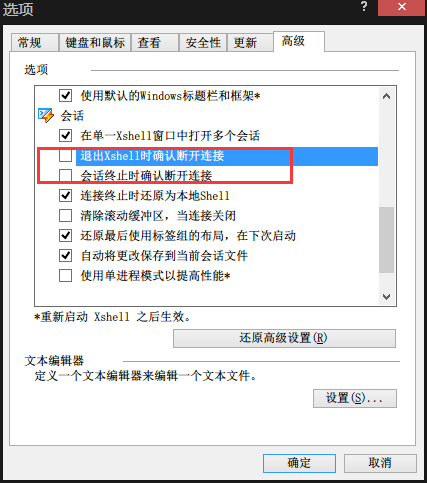 选项
?
常规 键盘和鼠标 查看 安全性 更新 高级
选项
使用默认的Windows标题栏和框架*
会话
在单一Xshell窗口中打开多个会话
退出Xshell时确认断开连接
会话终止时确认断开连接
连接终止时还原为本地Shell
清除滚动缓冲区，当连接关闭
还原最后使用标签组的布局，在下次启动
自动将更改保存到当前会话文件
使用单进程模式以提高性能*
*重新启动 Xshell 之后生效。
还原高级设置(R)
文本编辑器
定义一个文本编辑器来编辑一个文本文件。
设置(S)...
确定 取消